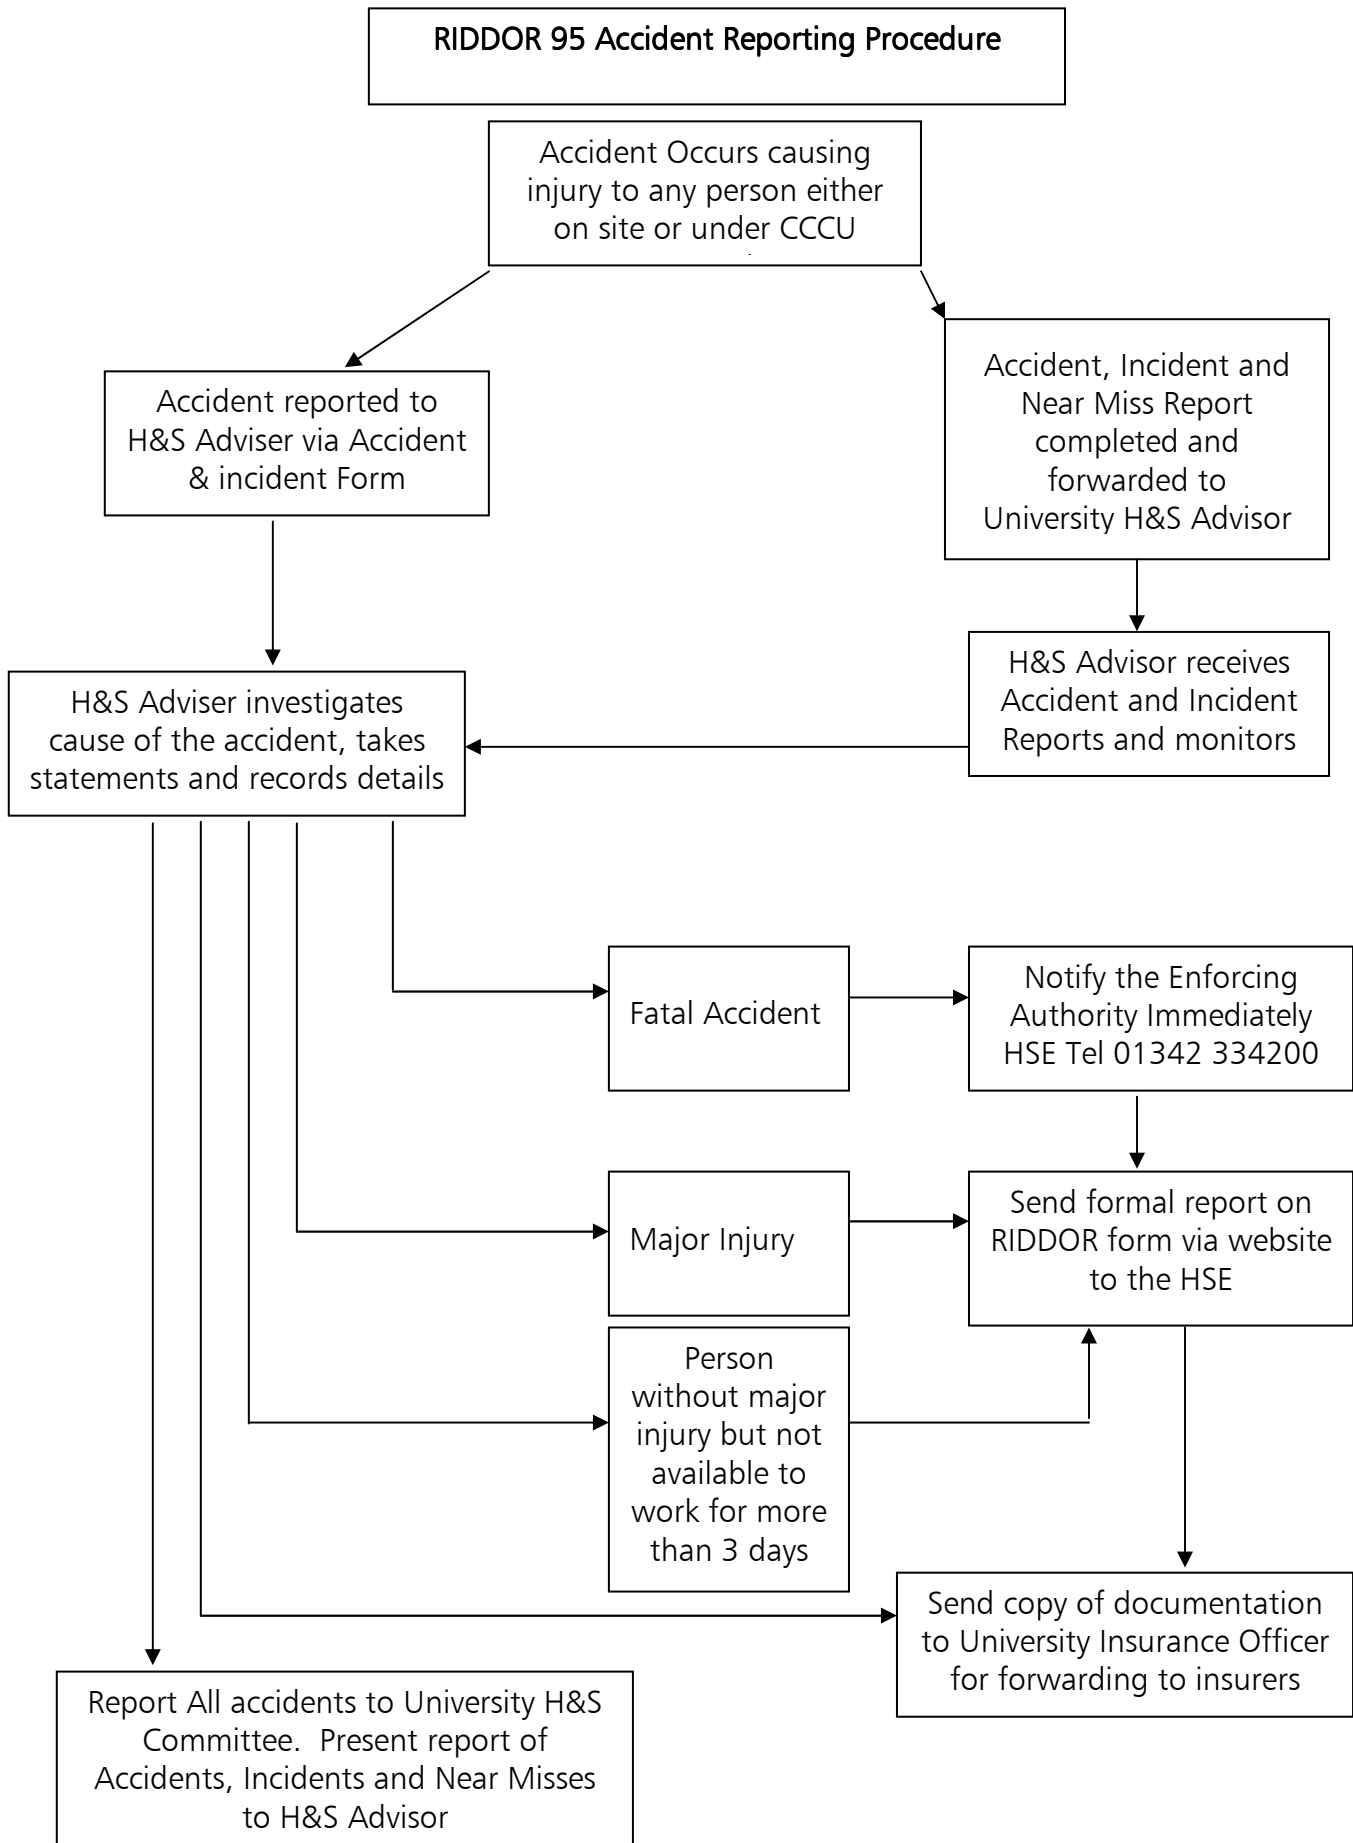 RIDDOR 95 Accident Reporting Procedure
Accident Occurs causing
injury to any person either
on site or under CCCU
Accident reported to
H&S Adviser via Accident
& incident Form
Accident, Incident and
Near Miss Report
completed and
forwarded to
University H&S Advisor
H&S Advisor receives
Accident and Incident
Reports and monitors
H&S Adviser investigates
cause of the accident, takes
statements and records details
Fatal Accident
Notify the Enforcing
Authority Immediately
HSE Tel 01342 334200
Major Injury
Send formal report on
RIDDOR form via website
to the HSE
Person
without major
injury but not
available to
work for more
than 3 days
Send copy of documentation
to University Insurance Officer
for forwarding to insurers
Report All accidents to University H&S
Committee.  Present report of
Accidents, Incidents and Near Misses
to H&S Advisor